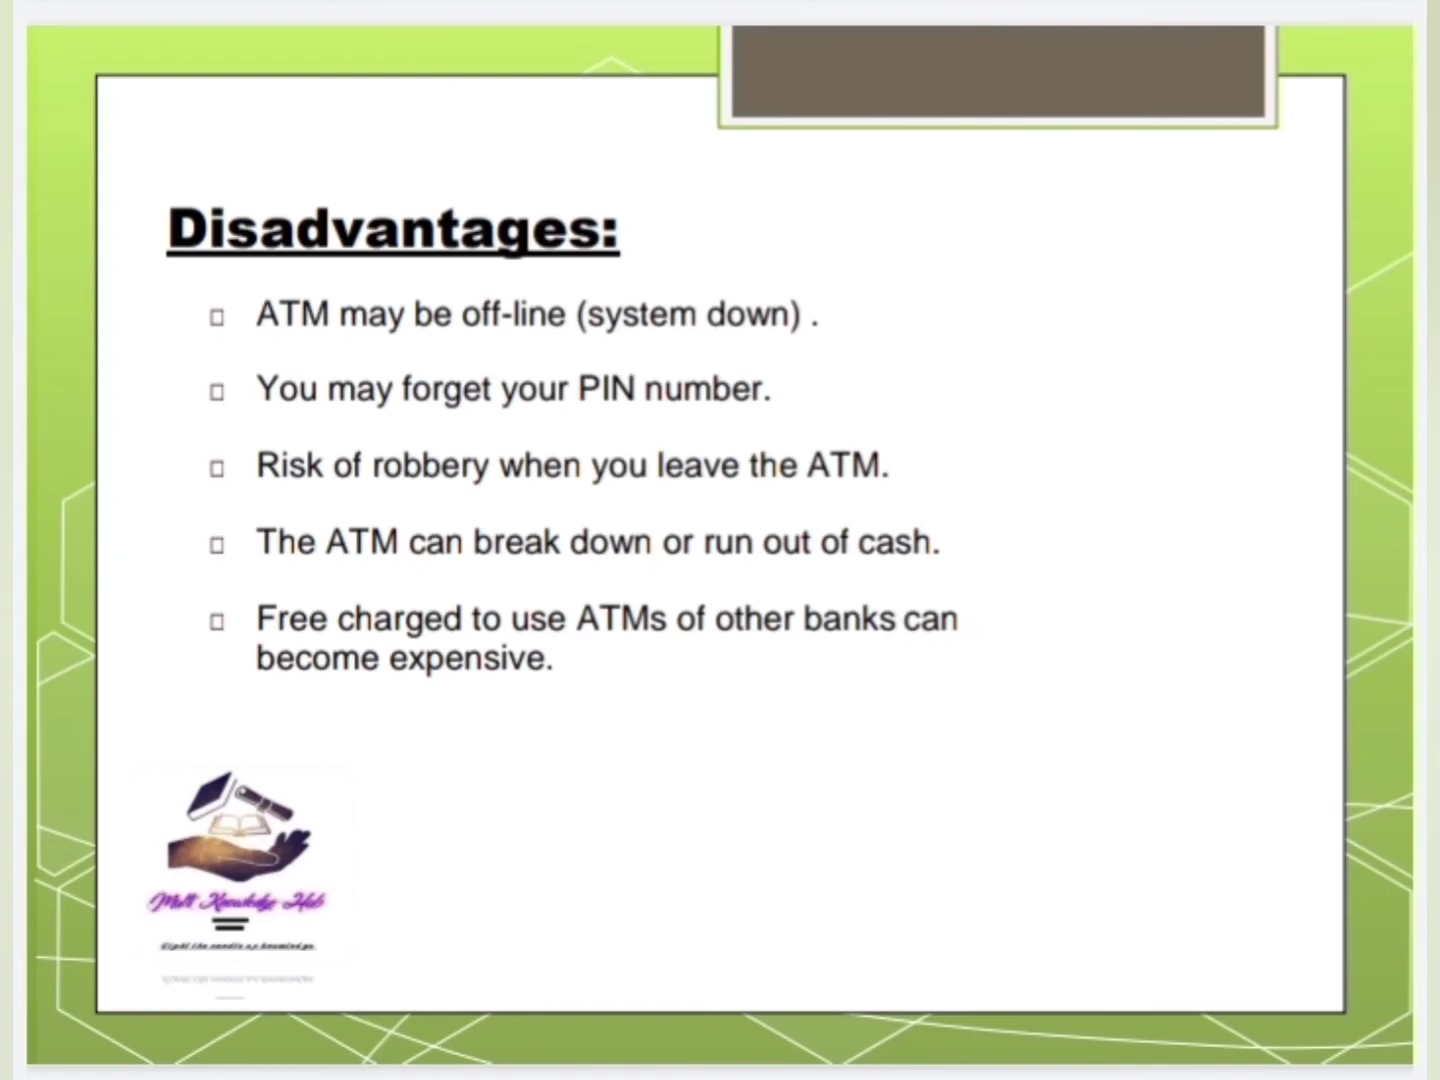 Disadvantages:
ATM may be off-line (system down) .
You may forget your PIN number.
Risk of robbery when you leave the ATM.
The ATM can break down or run out of cash.
Free charged to use ATMs of other banks can
become expensive.
Knowledge Hub